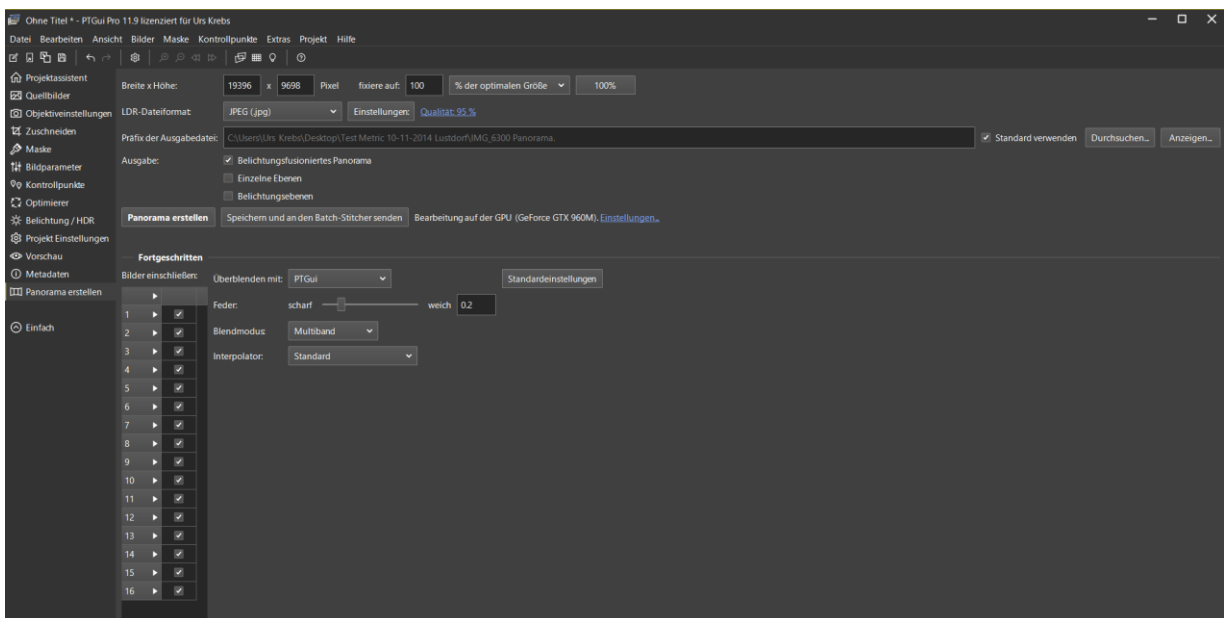 Ohne Titel * - PTGui Pro 11.9 lizenziert für Urs Krebs
Datei Bearbeiten Ansicht Bilder Maske Kontrollpunkte Extras Projekt Hilfe
Projektassistent
Quellbilder
Objektiveinstellungen
Zuschneiden
Maske
Bildparameter
Kontrollpunkte
Optimierer
Belichtung / HDR
Projekt Einstellungen
Vorschau
Metadaten
Panorama erstellen
Einfach
Breite x Höhe: 19396 x 9698 Pixel fixiere auf: 100 % der optimalen Größe 100%
LDR-Dateiformat: JPEG (.jpg) Einstellungen: Qualität: 95 %
Präfix der Ausgabedatei: C:\Users\Urs Krebs\Desktop\Test Metric 10-11-2014 Lustdorf\IMG_6300 Panorama. Standard verwenden Durchsuchen... Anzeigen...
Ausgabe: Belichtungsfusioniertes Panorama
Einzelne Ebenen
Belichtungsebenen
Panorama erstellen Speichern und an den Batch-Stitcher senden Bearbeitung auf der GPU (GeForce GTX 960M). Einstellungen...
Fortgeschritten
Bilder einschließen: Überblenden mit: PTGui Standardeinstellungen
Feder: scharf weich 0.2
Blendmodus: Multiband
Interpolator: Standard
1
2
3
4
5
6
7
8
9
10
11
12
13
14
15
16